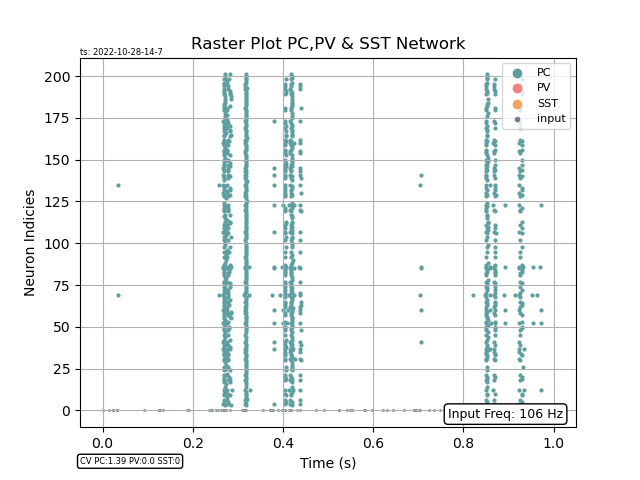 Raster Plot PC,PV & SST Network
ts: 2022-10-28-14-7
PC
PV
SST
input
200
175
150
125
100
75
50
25
0
Neuron Indicies
Input Freq: 106 Hz
0.0 0.2 0.4 0.6 0.8 1.0
Time (s)
CV PC:1.39 PV:0.0 SST:0